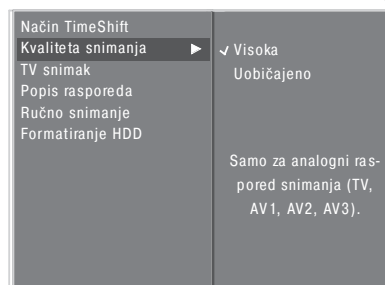 Način TimeShift
Kvaliteta snimanja
TV snimak
Popis rasporeda
Ručno snimanje
Formatiranje HDD
Visoka
Uobičajeno
Samo za analogni ras-
pored snimanja (TV,
AV1, AV2, AV3).